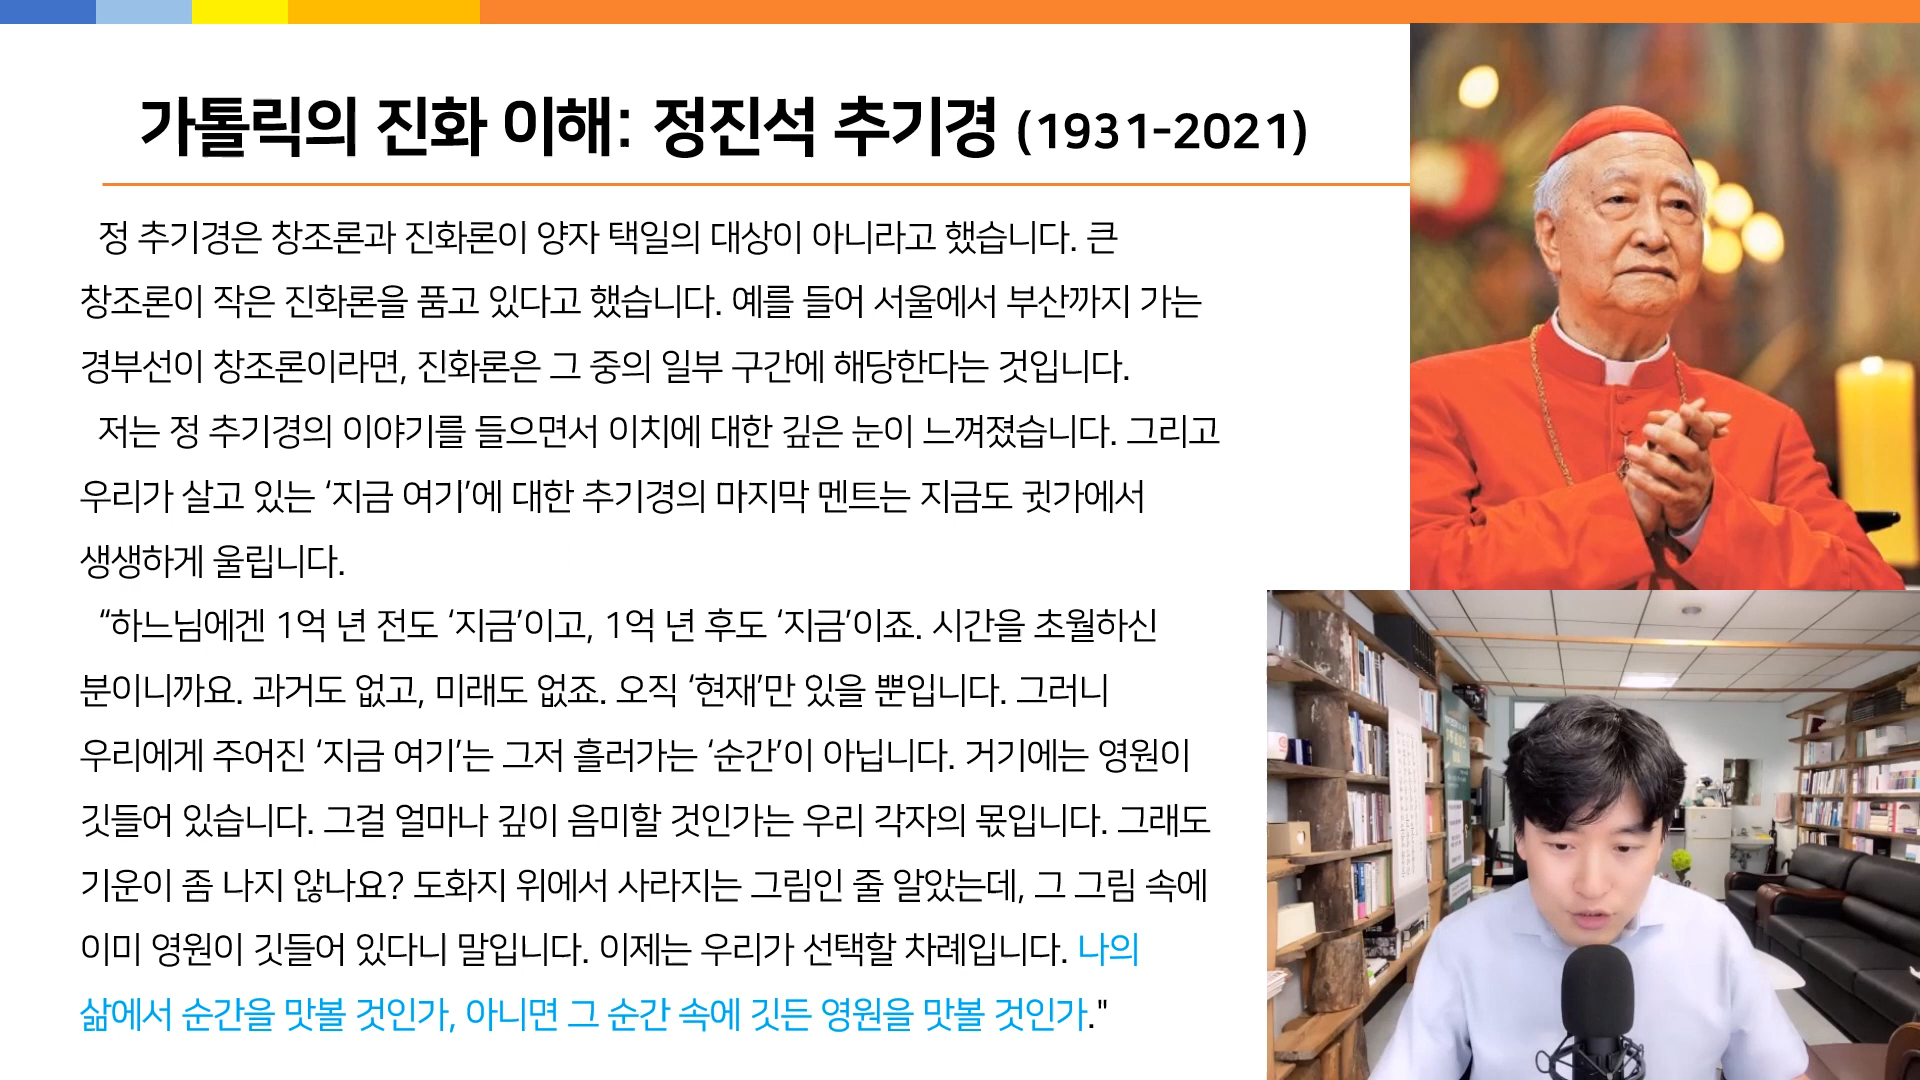 가톨릭의 진화 이해: 정진석 추기경 (1931-2021)
정 추기경은 창조론과 진화론이 양자 택일의 대상이 아니라고 했습니다. 큰
창조론이 작은 진화론을 품고 있다고 했습니다. 예를 들어 서울에서 부산까지 가는
경부선이 창조론이라면, 진화론은 그 중의 일부 구간에 해당한다는 것입니다.
저는 정 추기경의 이야기를 들으면서 이치에 대한 깊은 눈이 느껴졌습니다. 그리고
우리가 살고 있는 ‘지금 여기’에 대한 추기경의 마지막 멘트는 지금도 귓가에서
생생하게 울립니다.
“하느님에겐 1억 년 전도 ‘지금’이고, 1억 년 후도 ‘지금’이죠. 시간을 초월하신
분이니까요. 과거도 없고, 미래도 없죠. 오직 ‘현재’만 있을 뿐입니다. 그러니
우리에게 주어진 ‘지금 여기’는 그저 흘러가는 ‘순간’이 아닙니다. 거기에는 영원이
깃들어 있습니다. 그걸 얼마나 깊이 음미할 것인가는 우리 각자의 몫입니다. 그래도
기운이 좀 나지 않나요? 도화지 위에서 사라지는 그림인 줄 알았는데, 그 그림 속에
이미 영원이 깃들어 있다니 말입니다. 이제는 우리가 선택할 차례입니다. 나의
삶에서 순간을 맛볼 것인가, 아니면 그 순간 속에 깃든 영원을 맛볼 것인가."